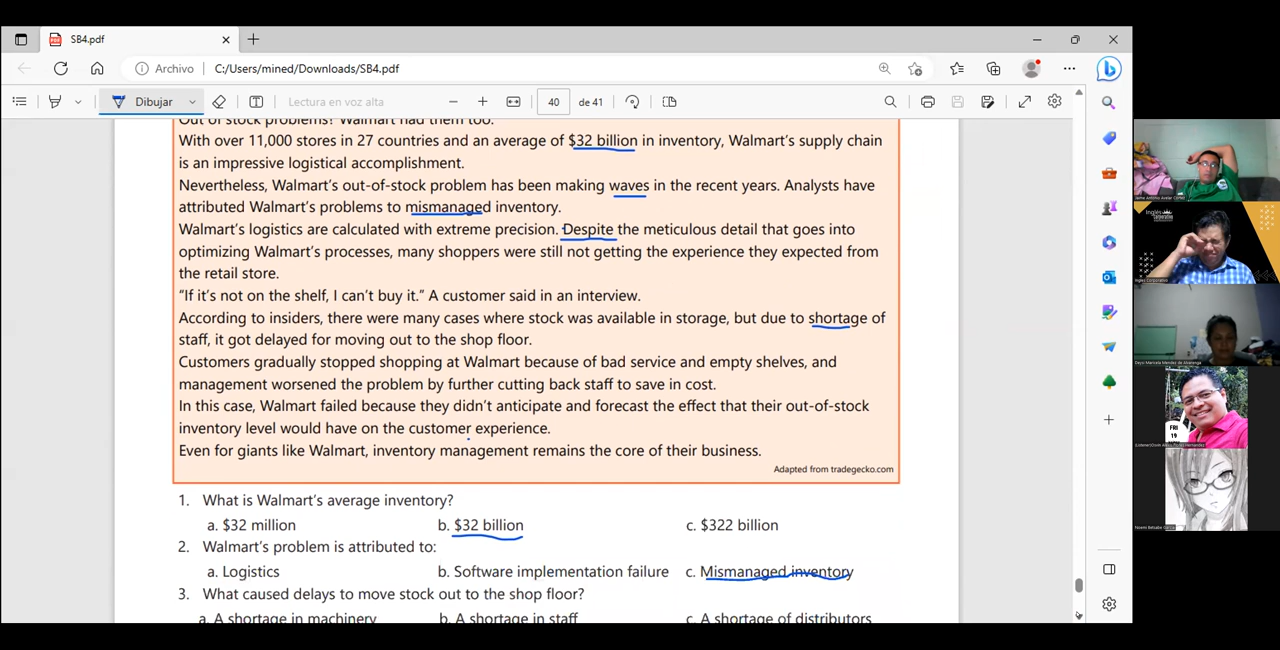 SB4.pdf
Archivo
C:/Users/mined/Downloads/SB4.pdf
Dibujar
Lectura en voz alta
40
de 41
Out of stock problems? Walmart had them too.
With over 11,000 stores in 27 countries and an average of $32 billion in inventory, Walmart's supply chain
is an impressive logistical accomplishment.
Nevertheless, Walmart's out-of-stock problem has been making waves in the recent years. Analysts have
attributed Walmart's problems to mismanaged inventory.
Walmart's logistics are calculated with extreme precision. Despite the meticulous detail that goes into
optimizing Walmart's processes, many shoppers were still not getting the experience they expected from
the retail store.
“If it's not on the shelf, I can't buy it.” A customer said in an interview.
According to insiders, there were many cases where stock was available in storage, but due to shortage of
staff, it got delayed for moving out to the shop floor.
Customers gradually stopped shopping at Walmart because of bad service and empty shelves, and
management worsened the problem by further cutting back staff to save in cost.
In this case, Walmart failed because they didn't anticipate and forecast the effect that their out-of-stock
inventory level would have on the customer experience.
Even for giants like Walmart, inventory management remains the core of their business.
Adapted from tradegecko.com
1. What is Walmart's average inventory?
a. $32 million b. $32 billion c. $322 billion
2. Walmart's problem is attributed to:
a. Logistics b. Software implementation failure c. Mismanaged inventory
3. What caused delays to move stock out to the shop floor?
a. A shortage in machinery b. A shortage in staff c. A shortage of distributors
Inglés
FRI
19